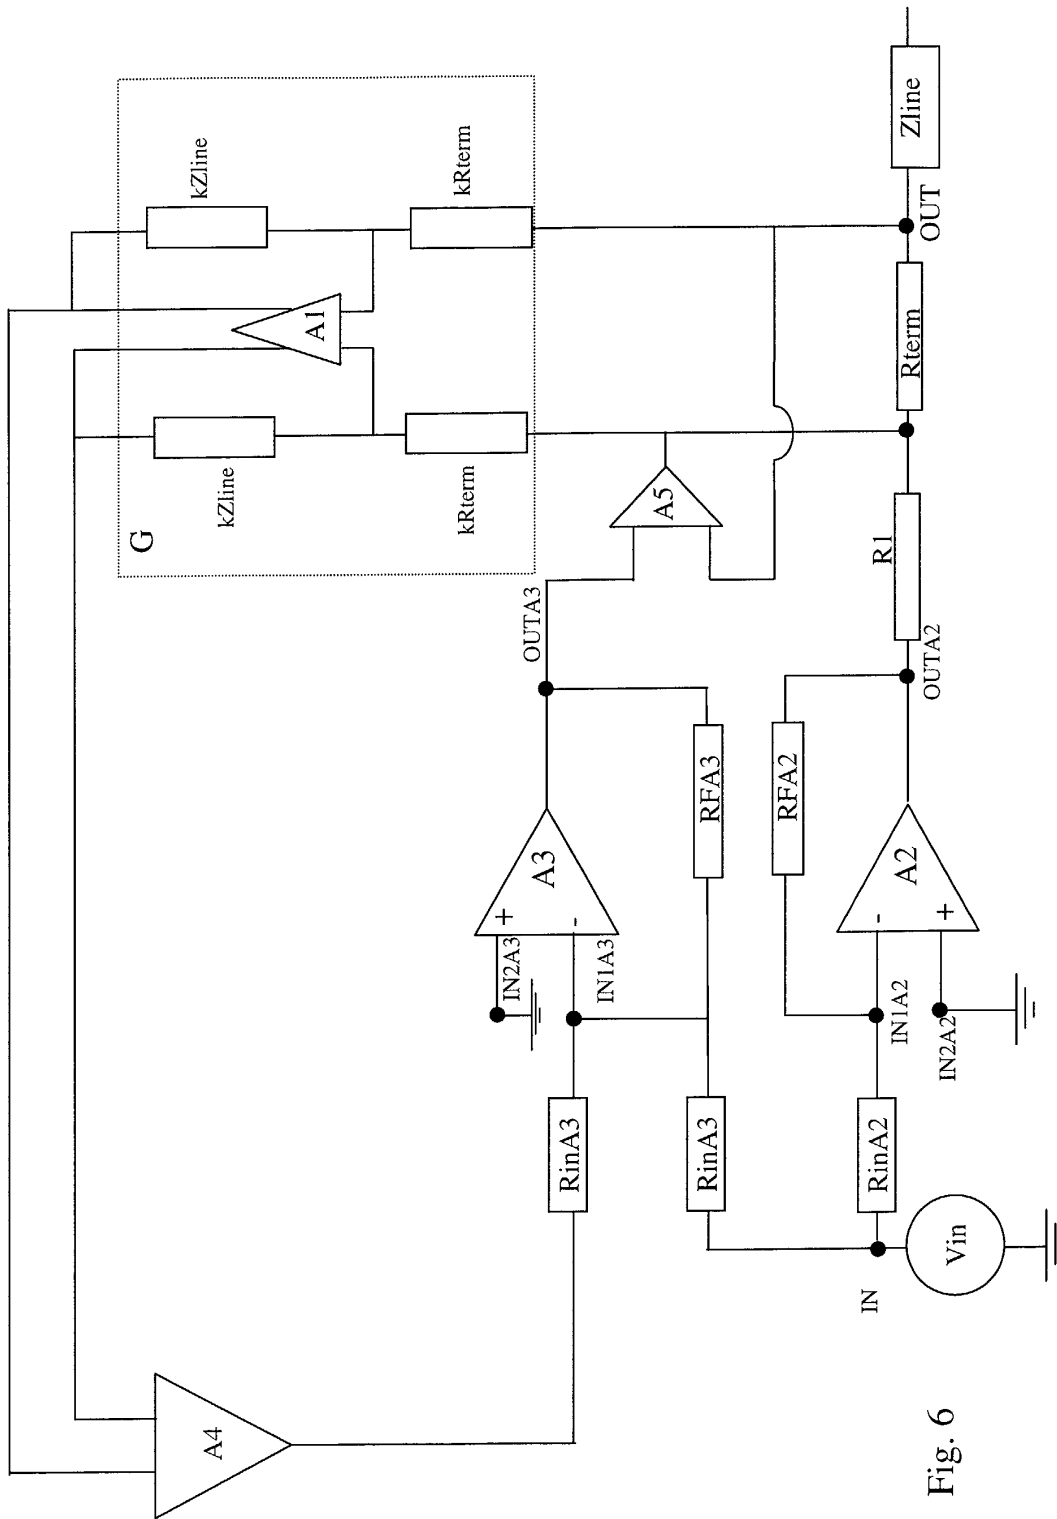 G
kZline
kZline
kRterm
kRterm
A1
A4
A5
OUTA3
A3
+
-
IN2A3
IN1A3
RinA3
RFA3
RinA3
RFA2
A2
-
+
IN1A2
IN2A2
RinA2
IN
Vin
OUTA2
R1
Rterm
OUT
Zline
Fig. 6